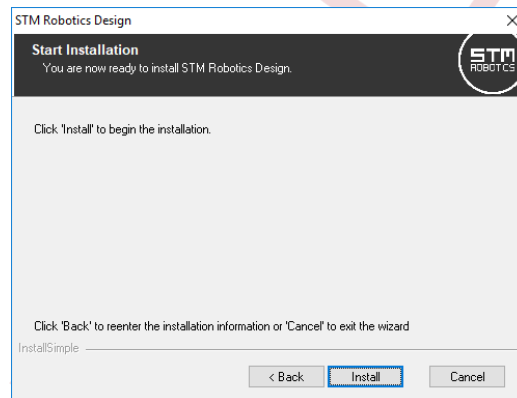 STM Robotics Design
Start Installation
You are now ready to install STM Robotics Design.
STM
ROBOTICS
Click 'Install' to begin the installation.
Click 'Back' to reenter the installation information or 'Cancel' to exit the wizard
InstallSimple
< Back
Install
Cancel